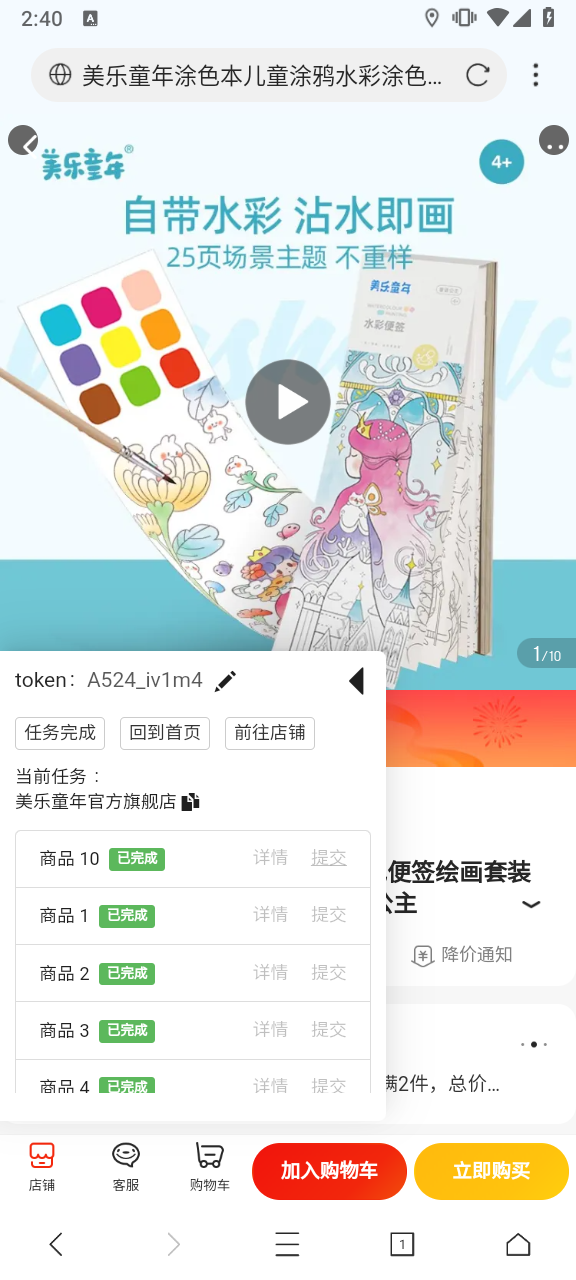 2:40
A
美乐童年涂色本儿童涂鸦水彩涂色...
美乐童年®
4+
自带水彩 沾水即画
25页场景主题 不重样
美乐童年
水彩便签
1/10
token: A524_iv1m4
任务完成 回到首页 前往店铺
当前任务：
美乐童年官方旗舰店
商品 10 已完成 详情 提交
商品 1 已完成 详情 提交
商品 2 已完成 详情 提交
商品 3 已完成 详情 提交
商品 4 已完成 详情 提交
便签绘画套装
公主
降价通知
满2件，总价...
店铺 客服 购物车 加入购物车 立即购买
1